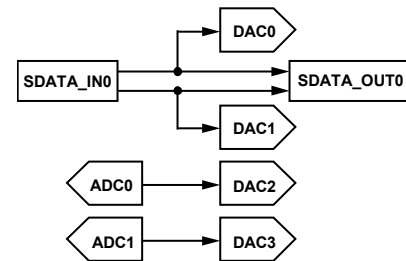 DAC0
SDATA_IN0
SDATA_OUT0
DAC1
ADC0
DAC2
ADC1
DAC3